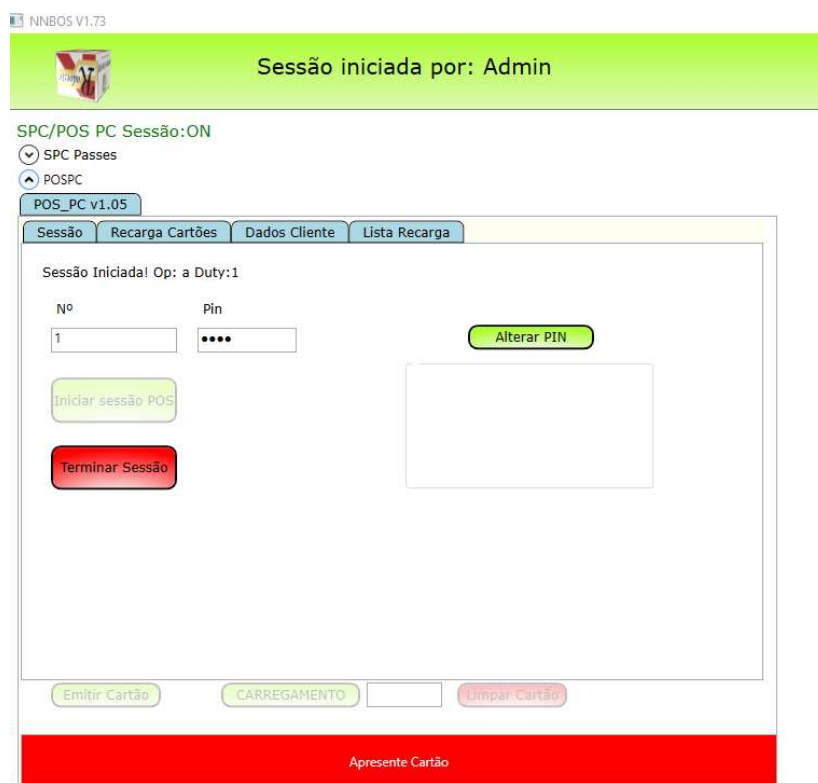 NNBOS V1.73
Sessão iniciada por: Admin
SPC/POS PC Sessão:ON
SPC Passes
POSPC
POS_PC v1.05
Sessão Recarga Cartões Dados Cliente Lista Recarga
Sessão Iniciada! Op: a Duty:1
Nº Pin
1 •••• Alterar PIN
Iniciar sessão POS
Terminar Sessão
Emitir Cartão CARREGAMENTO Limpar Cartão
Apresente Cartão